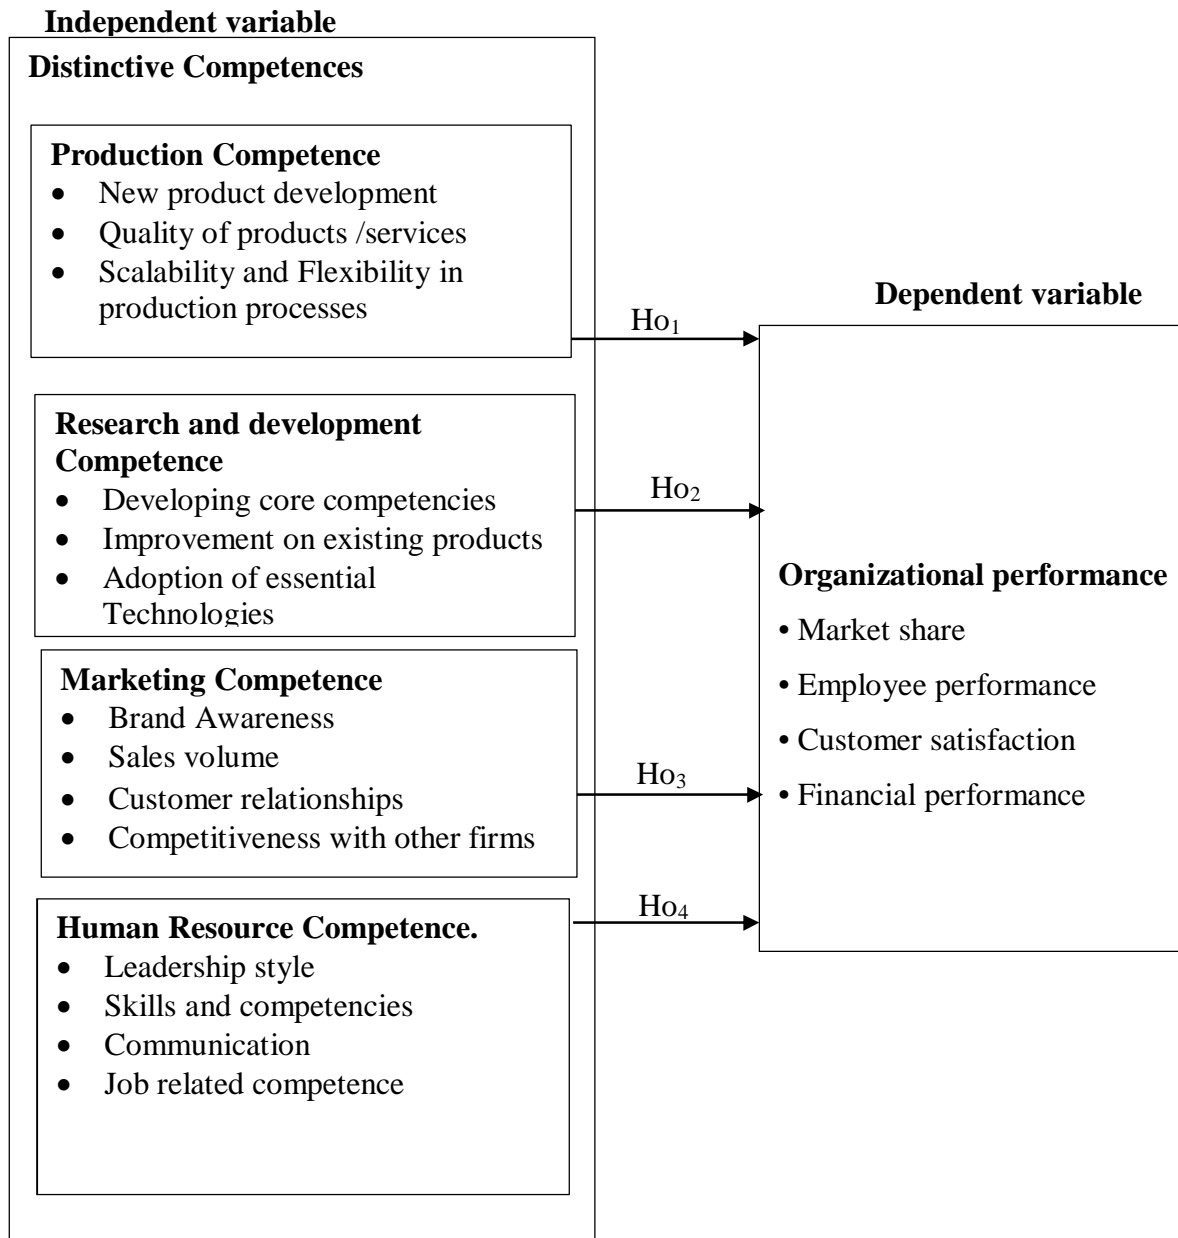 Independent variable
Distinctive Competences
Production Competence
• New product development
• Quality of products /services
• Scalability and Flexibility in
production processes
Ho1
Research and development
Competence
• Developing core competencies
• Improvement on existing products
• Adoption of essential
Technologies
Ho2
Marketing Competence
• Brand Awareness
• Sales volume
• Customer relationships
• Competitiveness with other firms
Ho3
Human Resource Competence.
• Leadership style
• Skills and competencies
• Communication
• Job related competence
Ho4
Dependent variable
Organizational performance
• Market share
• Employee performance
• Customer satisfaction
• Financial performance